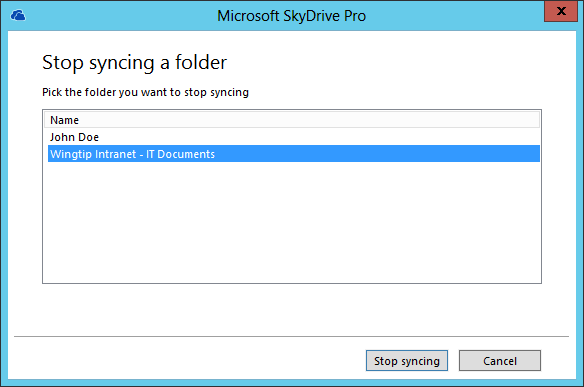 Microsoft SkyDrive Pro
Stop syncing a folder
Pick the folder you want to stop syncing
Name
John Doe
Wingtip Intranet - IT Documents
Stop syncing
Cancel